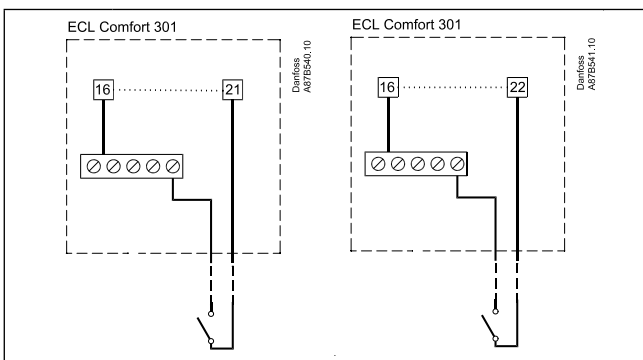 ECL Comfort 301
16
21
Danfoss
A87B540.10
ECL Comfort 301
16
22
Danfoss
A87B541.10